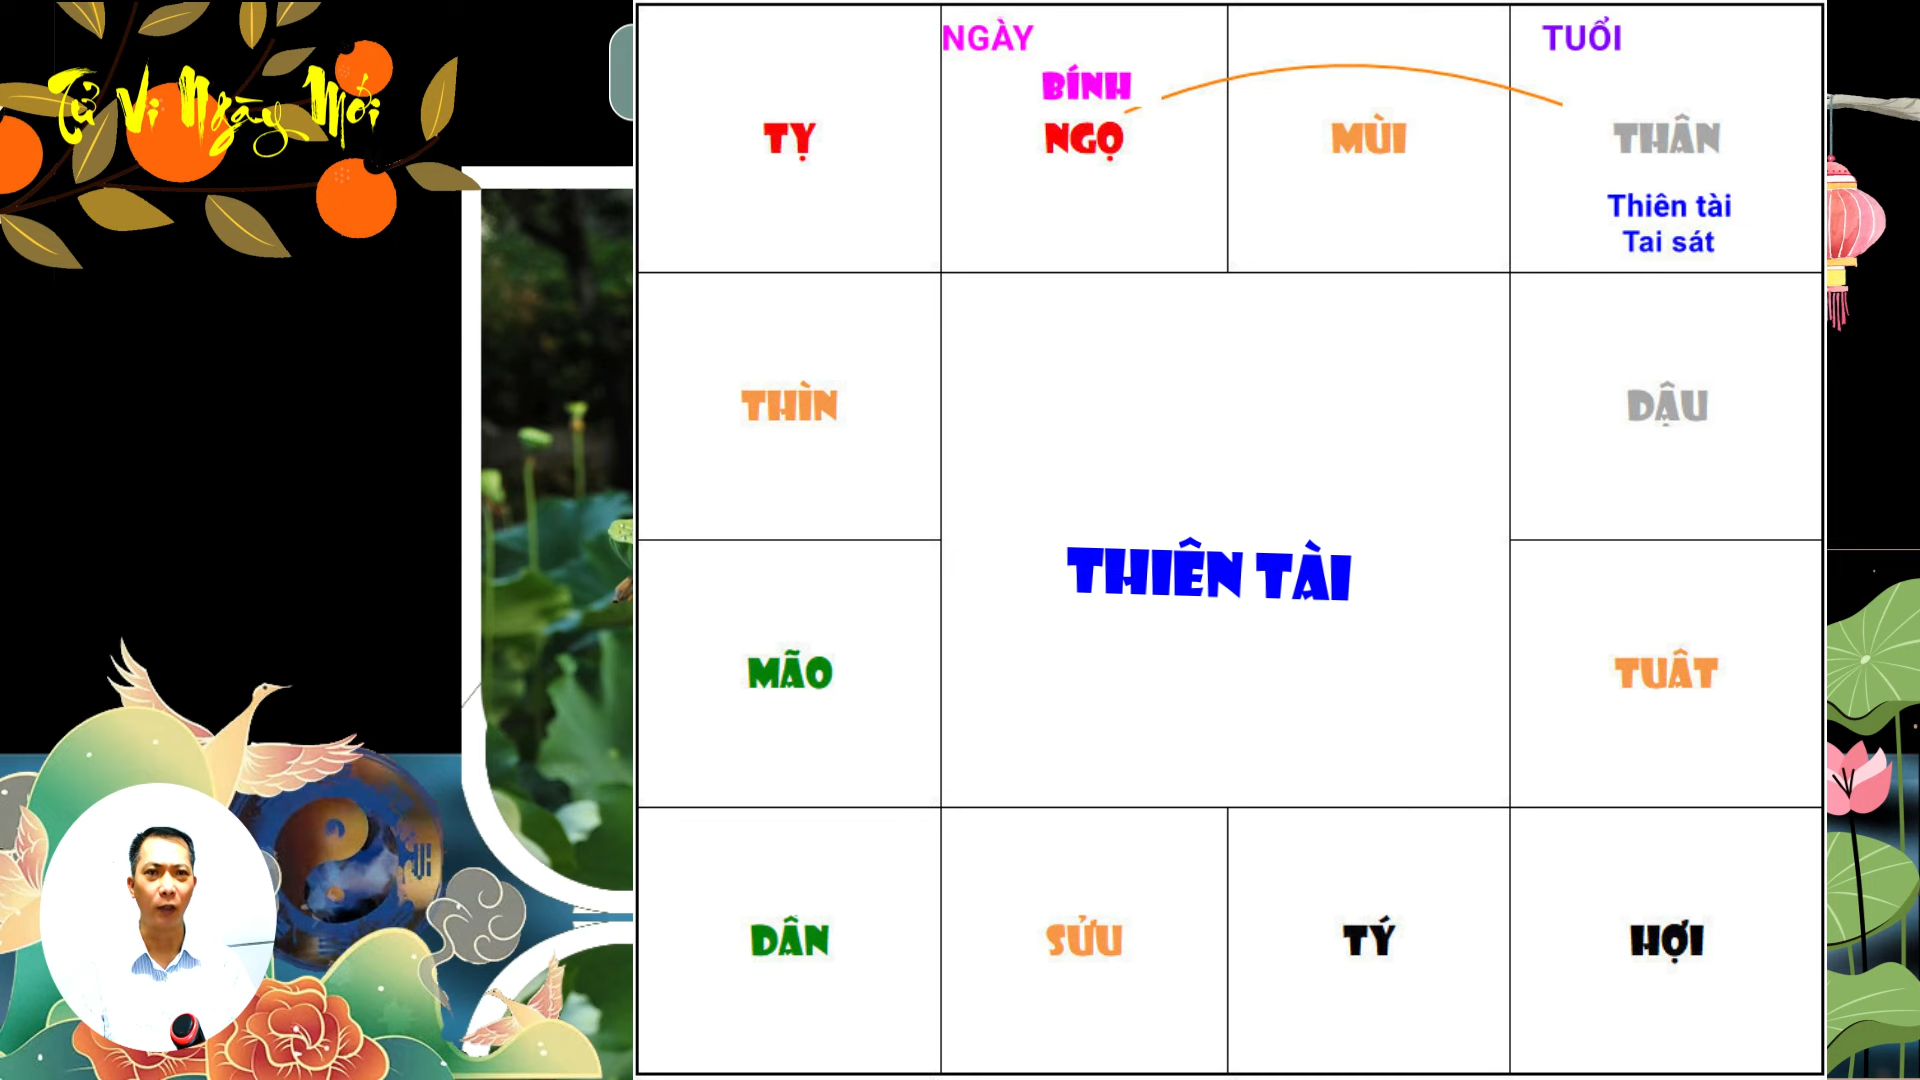 Tử Vi Ngày Mới
NGÀY
TUỔI
BÍNH
TỴ
NGỌ
MÙI
THÂN
Thiên tài
Tai sát
THÌN
DẬU
THIÊN TÀI
MÃO
TUÂT
DẦN
SỬU
TÝ
HỢI